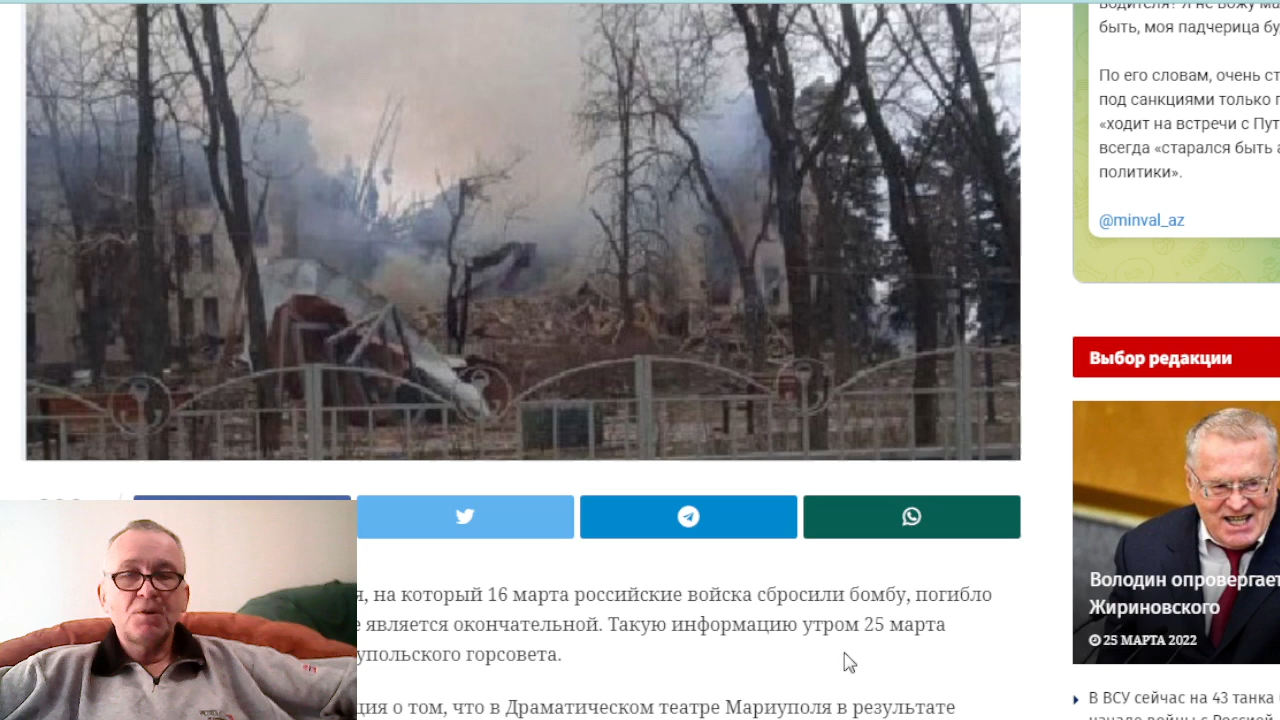 я, на который 16 марта российские войска сбросили бомбу, погибло
е является окончательной. Такую информацию утром 25 марта
упольского горсовета.
ция о том, что в Драматическом театре Мариуполя в результате
быть, моя падчерица бу
По его словам, очень ст
под санкциями только п
«ходит на встречи с Пут
всегда «старался быть а
политики».
@minval_az
Выбор редакции
Володин опровергает
Жириновского
25 МАРТА 2022
В ВСУ сейчас на 43 танка